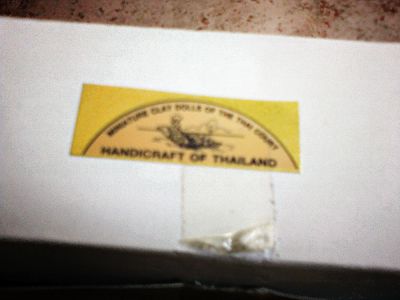 MINIATURE CLAY DOLLS OF THE THAI COURT
HANDICRAFT OF THAILAND